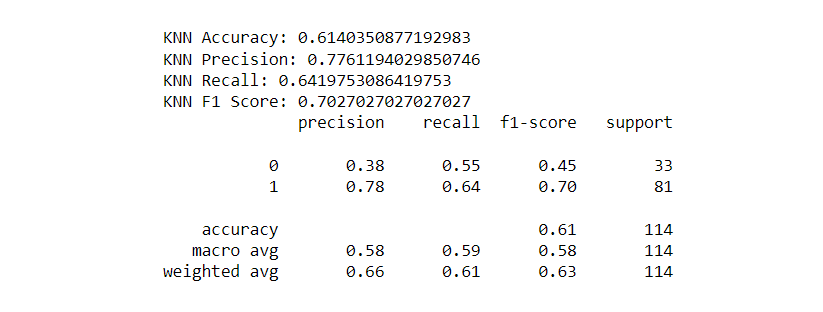 KNN Accuracy: 0.6140350877192983
KNN Precision: 0.7761194029850746
KNN Recall: 0.6419753086419753
KNN F1 Score: 0.7027027027027027
precision recall f1-score support
0 0.38 0.55 0.45 33
1 0.78 0.64 0.70 81
accuracy 0.61 114
macro avg 0.58 0.59 0.58 114
weighted avg 0.66 0.61 0.63 114